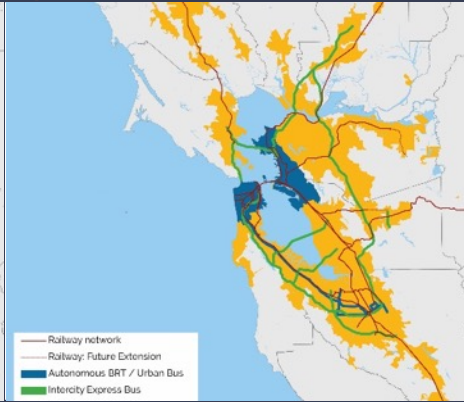 Railway network
Railway: Future Extension
Autonomous BRT / Urban Bus
Intercity Express Bus